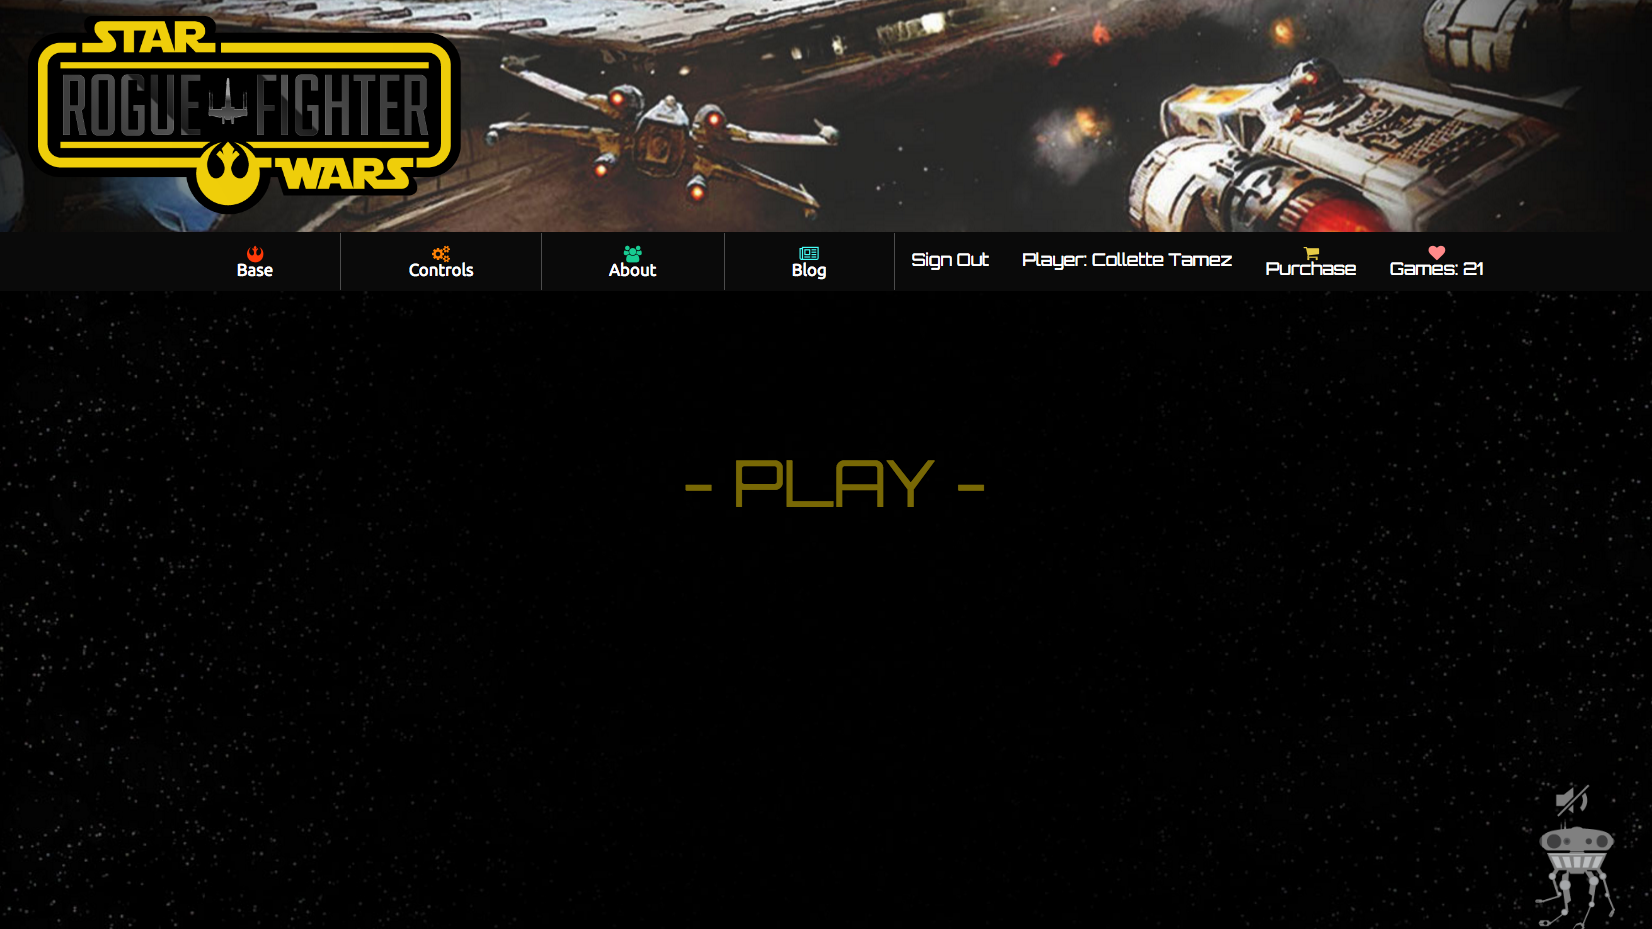 STAR
ROGUE FIGHTER
WARS
Base
Controls
About
Blog
Sign Out
Player: Collette Tamez
Purchase
Games: 21
- PLAY -